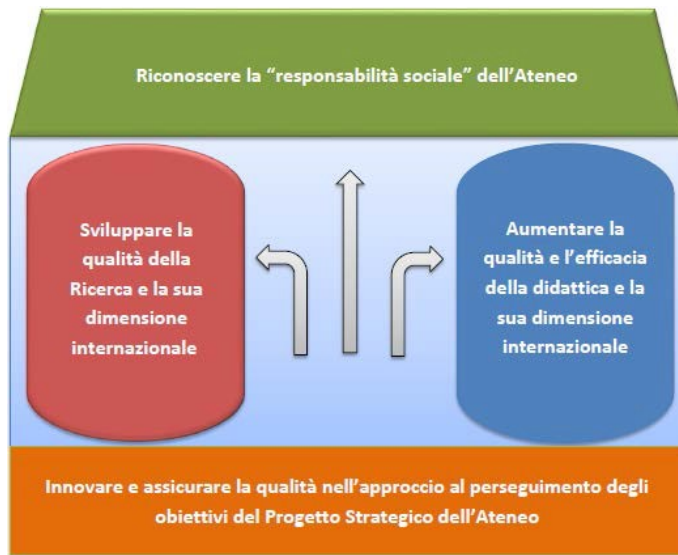 Riconoscere la “responsabilità sociale” dell’Ateneo
Sviluppare la
qualità della
Ricerca e la sua
dimensione
internazionale
Aumentare la
qualità e l’efficacia
della didattica e la
sua dimensione
internazionale
Innovare e assicurare la qualità nell’approccio al perseguimento degli
obiettivi del Progetto Strategico dell’Ateneo